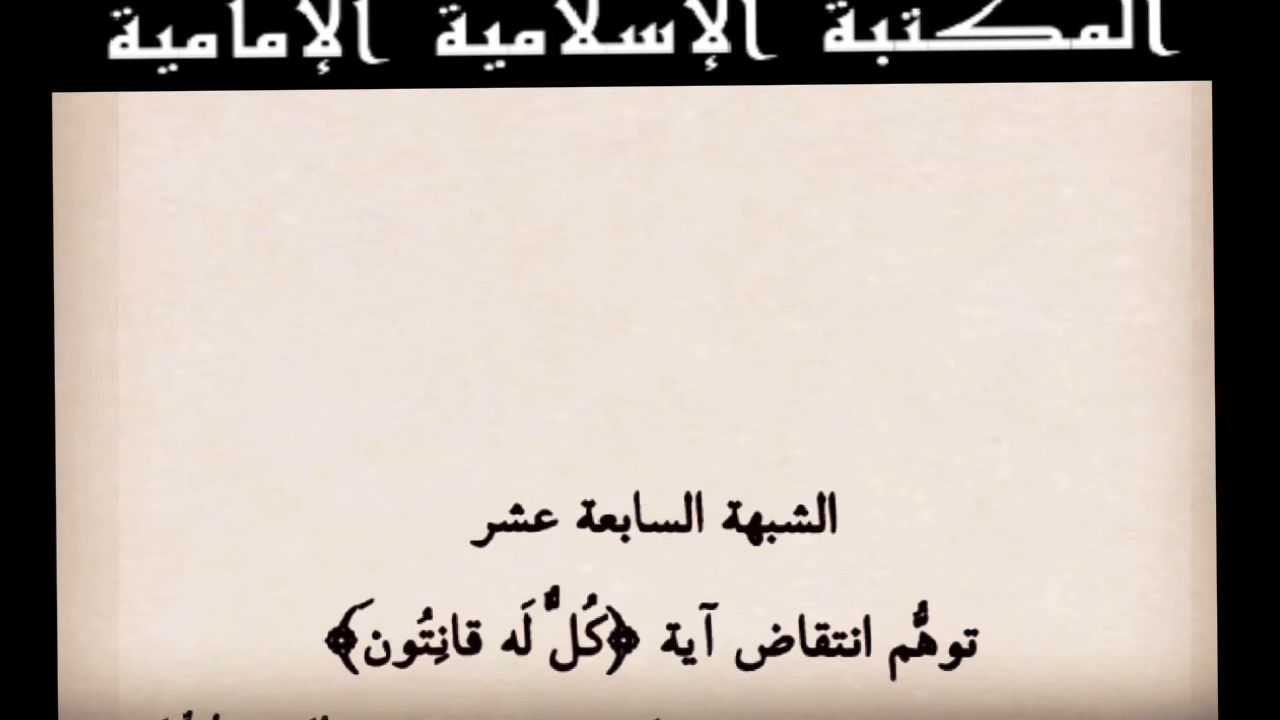 المكتبة الإسلامية الإمامية
الشبهة السابعة عشر
توهُّم انتقاض آية ﴿كُلٌّ لَه قانِتُونَ﴾